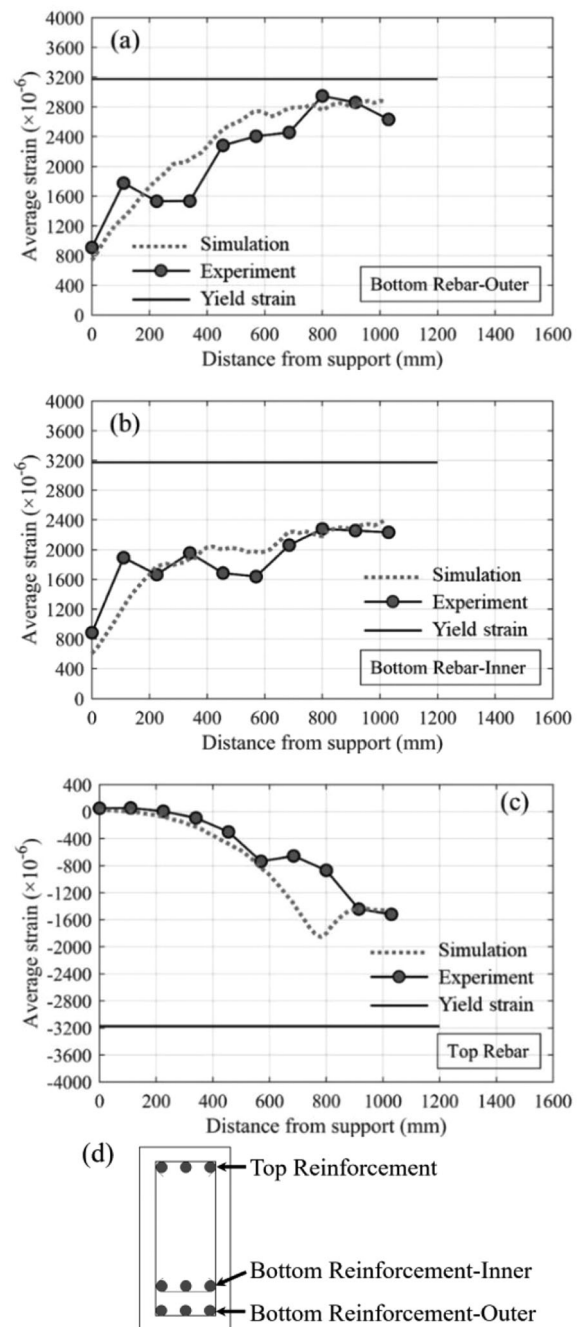 (a)
4000
3600
3200
2800
2400
2000
1600
1200
800
400
0
Average strain (×10⁻⁶)
Simulation
Experiment
Yield strain
Bottom Rebar-Outer
0 200 400 600 800 1000 1200 1400 1600
Distance from support (mm)
(b)
4000
3600
3200
2800
2400
2000
1600
1200
800
400
0
Average strain (×10⁻⁶)
Simulation
Experiment
Yield strain
Bottom Rebar-Inner
0 200 400 600 800 1000 1200 1400 1600
Distance from support (mm)
(c)
400
0
-400
-800
-1200
-1600
-2000
-2400
-2800
-3200
-3600
-4000
Average strain (×10⁻⁶)
Simulation
Experiment
Yield strain
Top Rebar
0 200 400 600 800 1000 1200 1400 1600
Distance from support (mm)
(d)
Top Reinforcement
Bottom Reinforcement-Inner
Bottom Reinforcement-Outer